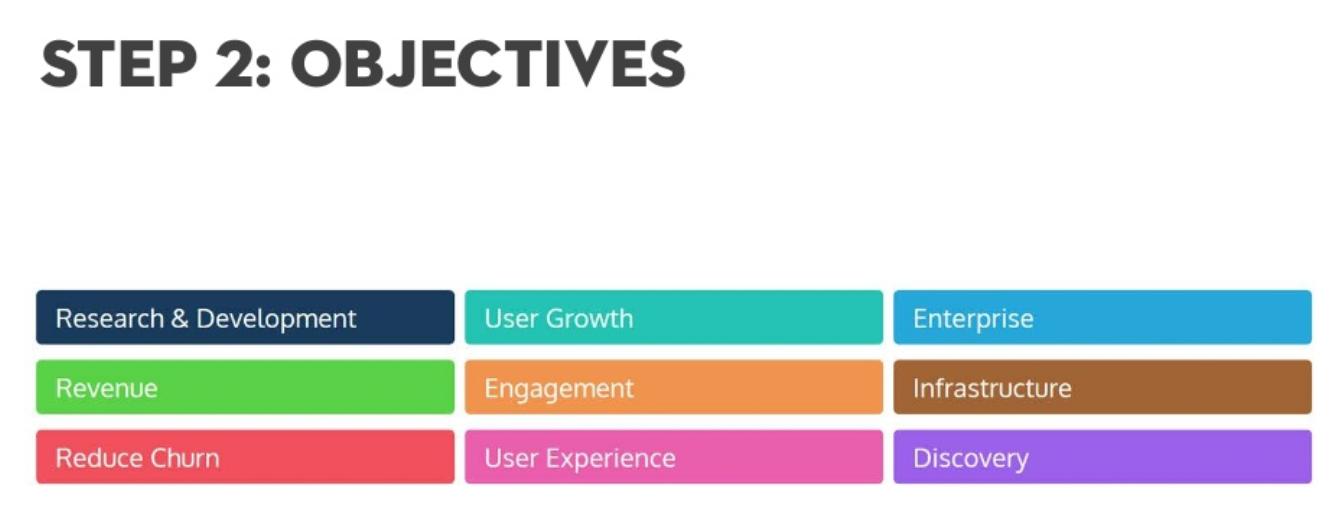 STEP 2: OBJECTIVES
Research & Development
User Growth
Enterprise
Revenue
Engagement
Infrastructure
Reduce Churn
User Experience
Discovery